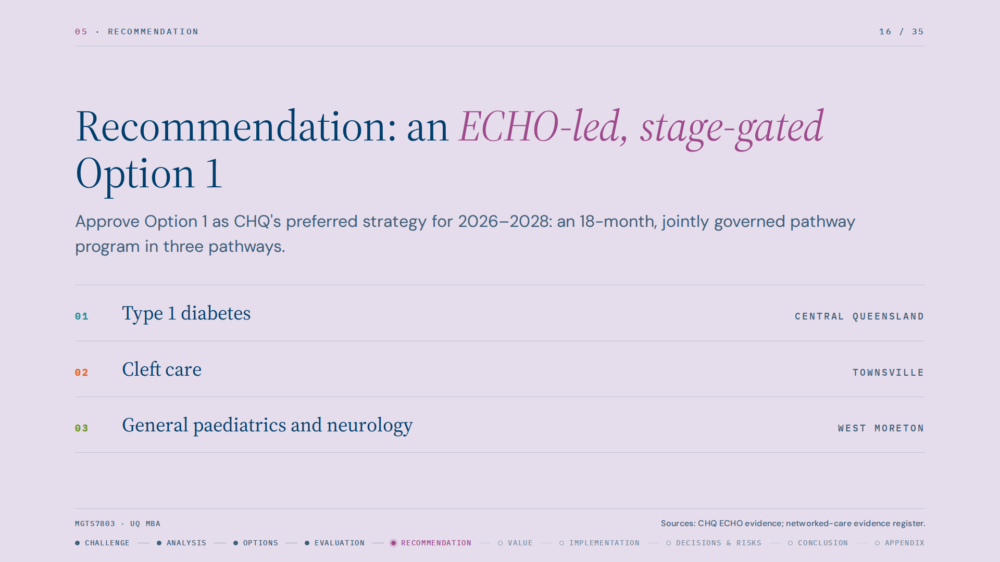 05 · RECOMMENDATION
16 / 35
Recommendation: an ECHO-led, stage-gated
Option 1
Approve Option 1 as CHQ's preferred strategy for 2026–2028: an 18-month, jointly governed pathway
program in three pathways.
01 Type 1 diabetes CENTRAL QUEENSLAND
02 Cleft care TOWNSVILLE
03 General paediatrics and neurology WEST MORETON
MGTS7803 · UQ MBA
Sources: CHQ ECHO evidence; networked-care evidence register.
CHALLENGE ANALYSIS OPTIONS EVALUATION RECOMMENDATION VALUE IMPLEMENTATION DECISIONS & RISKS CONCLUSION APPENDIX